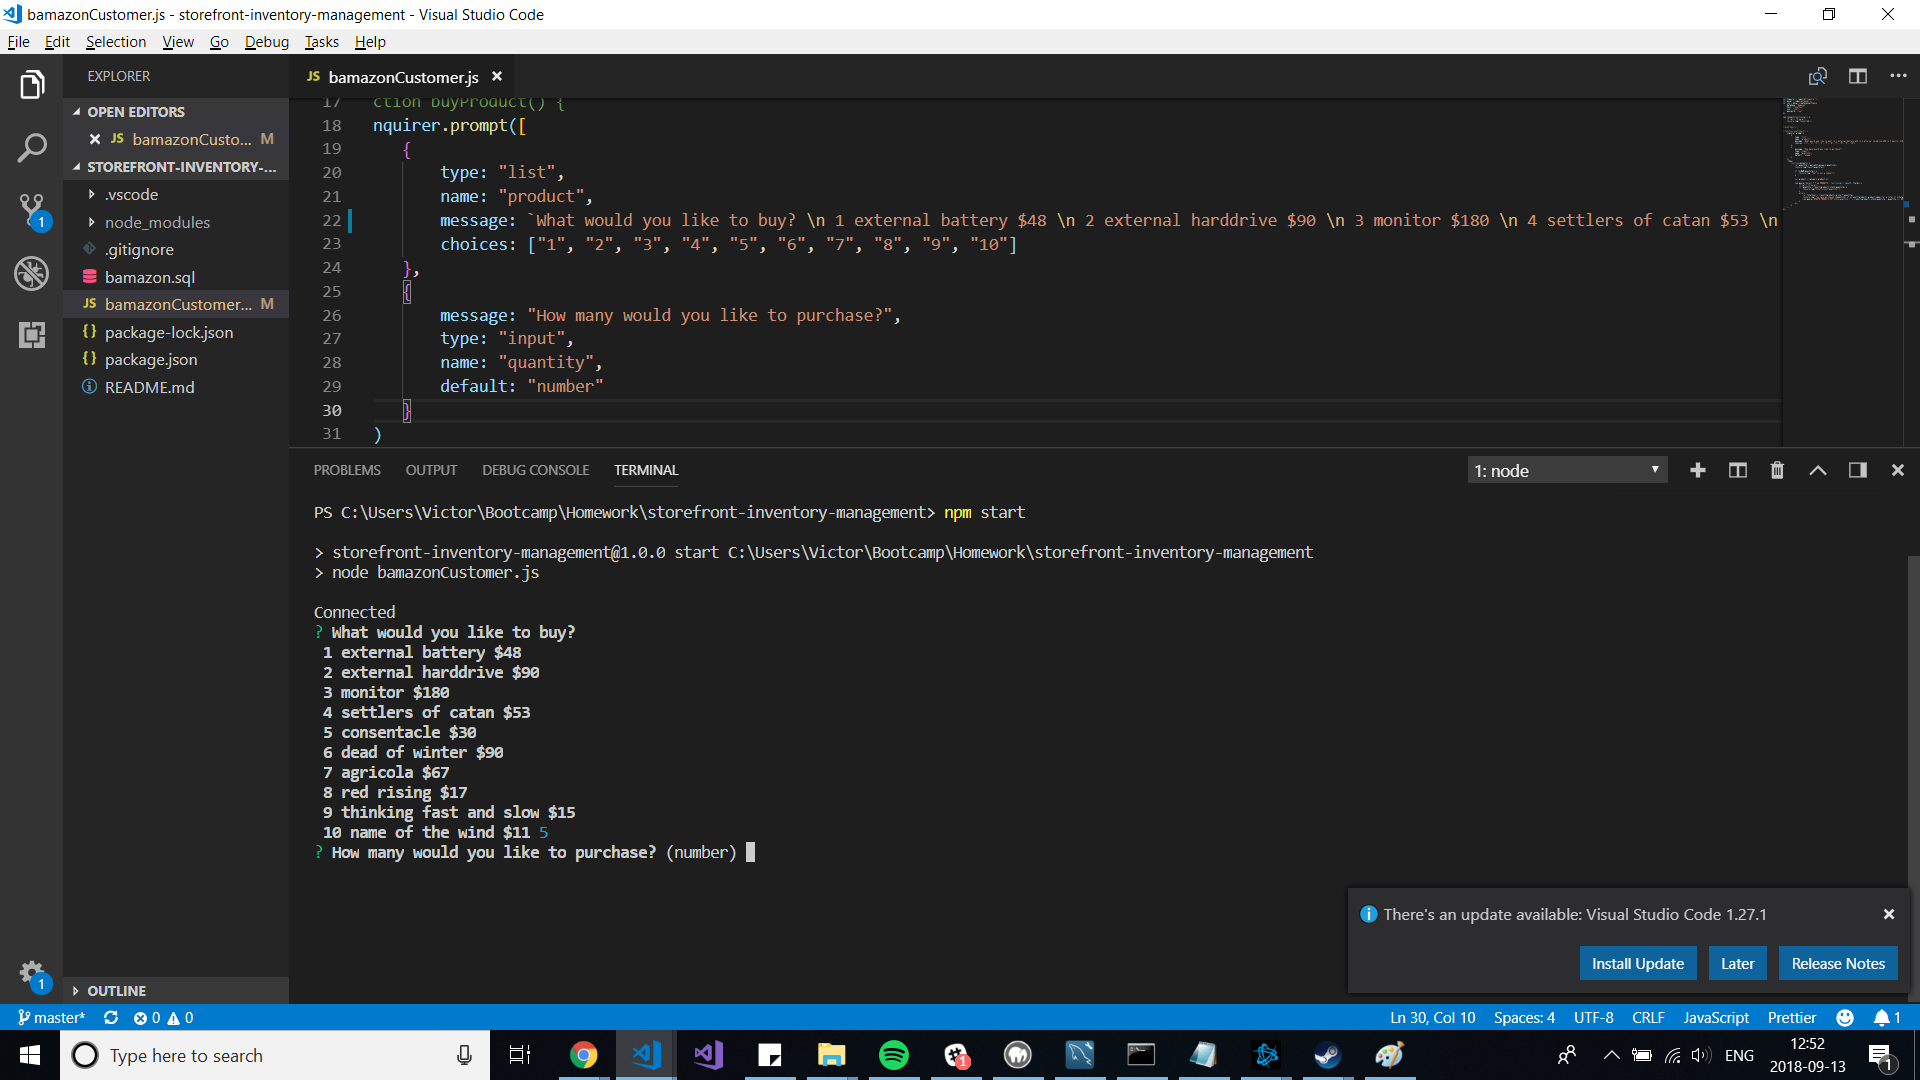 bamazonCustomer.js - storefront-inventory-management - Visual Studio Code
File Edit Selection View Go Debug Tasks Help
EXPLORER
OPEN EDITORS
JS bamazonCusto... M
STOREFRONT-INVENTORY-...
.vscode
node_modules
.gitignore
bamazon.sql
JS bamazonCustomer... M
{} package-lock.json
{} package.json
README.md
OUTLINE
1
1
JS bamazonCustomer.js
17 ction buyProduct() {
18 nquirer.prompt([
19 {
20 type: "list",
21 name: "product",
22 message: `What would you like to buy? \n 1 external battery $48 \n 2 external harddrive $90 \n 3 monitor $180 \n 4 settlers of catan $53 \n
23 choices: ["1", "2", "3", "4", "5", "6", "7", "8", "9", "10"]
24 },
25 {
26 message: "How many would you like to purchase?",
27 type: "input",
28 name: "quantity",
29 default: "number"
30 }
31 )
PROBLEMS OUTPUT DEBUG CONSOLE TERMINAL
1: node
PS C:\Users\Victor\Bootcamp\Homework\storefront-inventory-management> npm start
> storefront-inventory-management@1.0.0 start C:\Users\Victor\Bootcamp\Homework\storefront-inventory-management
> node bamazonCustomer.js
Connected
? What would you like to buy?
1 external battery $48
2 external harddrive $90
3 monitor $180
4 settlers of catan $53
5 consentacle $30
6 dead of winter $90
7 agricola $67
8 red rising $17
9 thinking fast and slow $15
10 name of the wind $11 5
? How many would you like to purchase? (number)
There's an update available: Visual Studio Code 1.27.1
Install Update Later Release Notes
master* 0 0
Ln 30, Col 10 Spaces: 4 UTF-8 CRLF JavaScript Prettier 1
Type here to search
1
ENG
12:52
2018-09-13
1